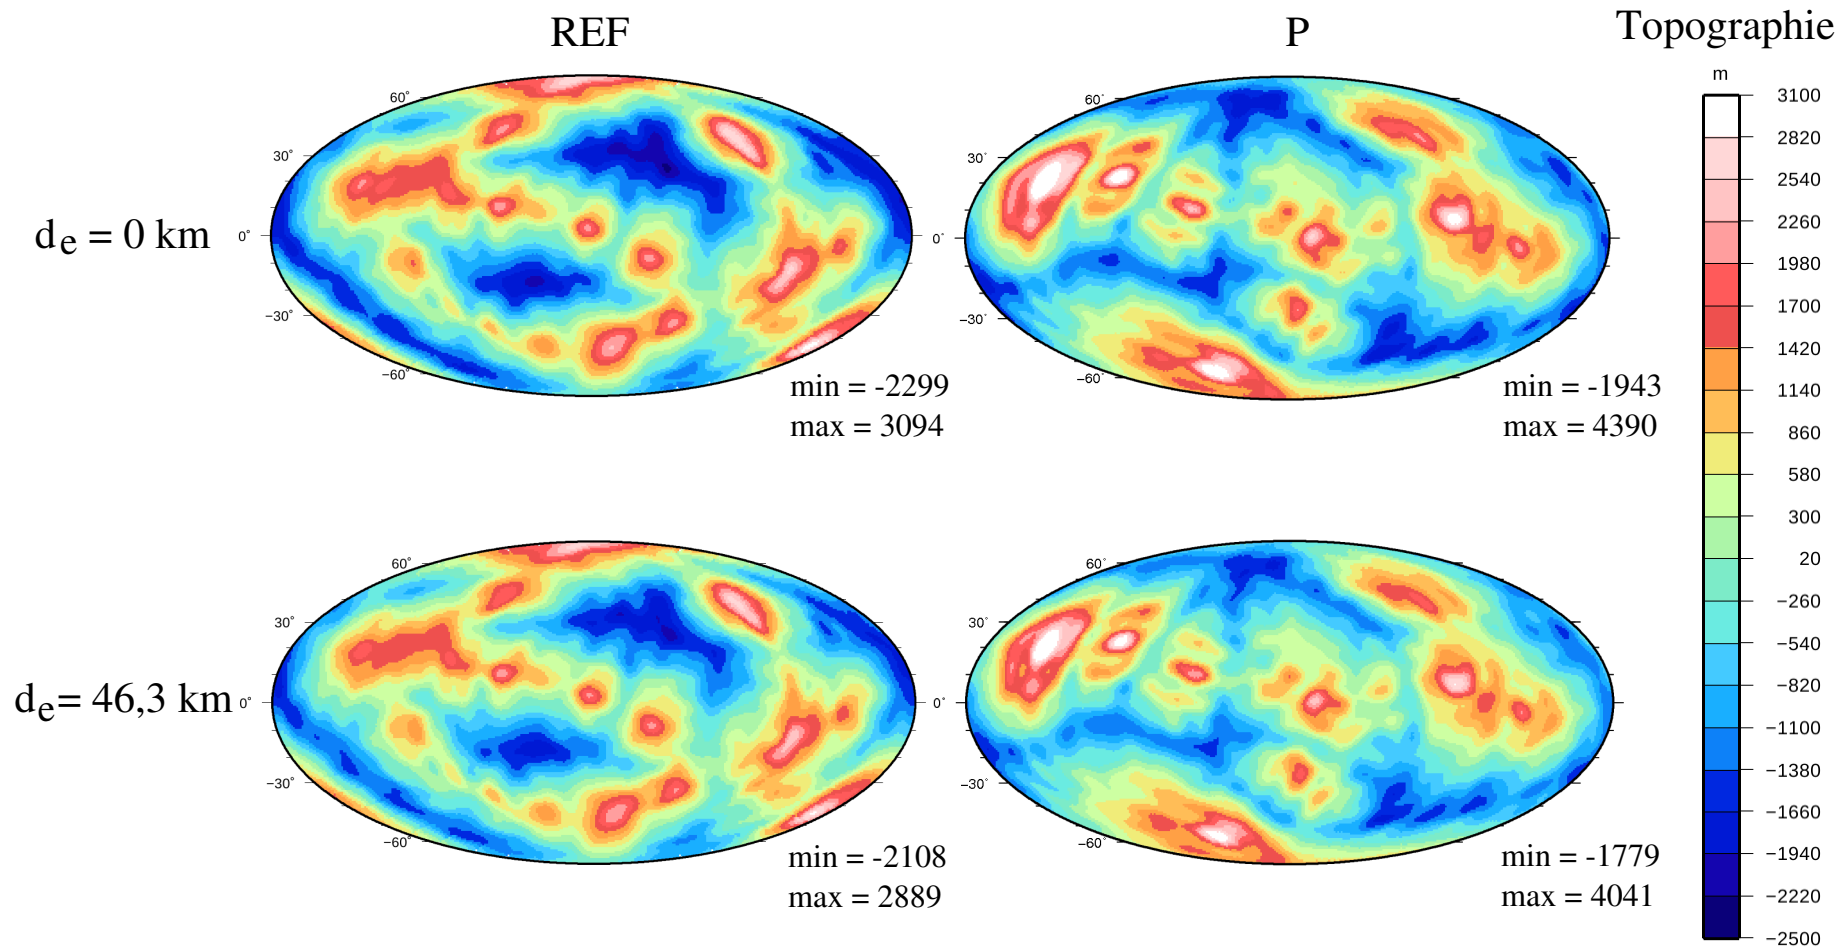 REF
P
Topographie
m
60°
30°
0°
−30°
−60°
60°
30°
0°
−30°
−60°
d_e = 0 km
min = -2299
max = 3094
min = -1943
max = 4390
60°
30°
0°
−30°
−60°
60°
30°
0°
−30°
−60°
d_e= 46,3 km
min = -2108
max = 2889
min = -1779
max = 4041
3100
2820
2540
2260
1980
1700
1420
1140
860
580
300
20
−260
−540
−820
−1100
−1380
−1660
−1940
−2220
−2500